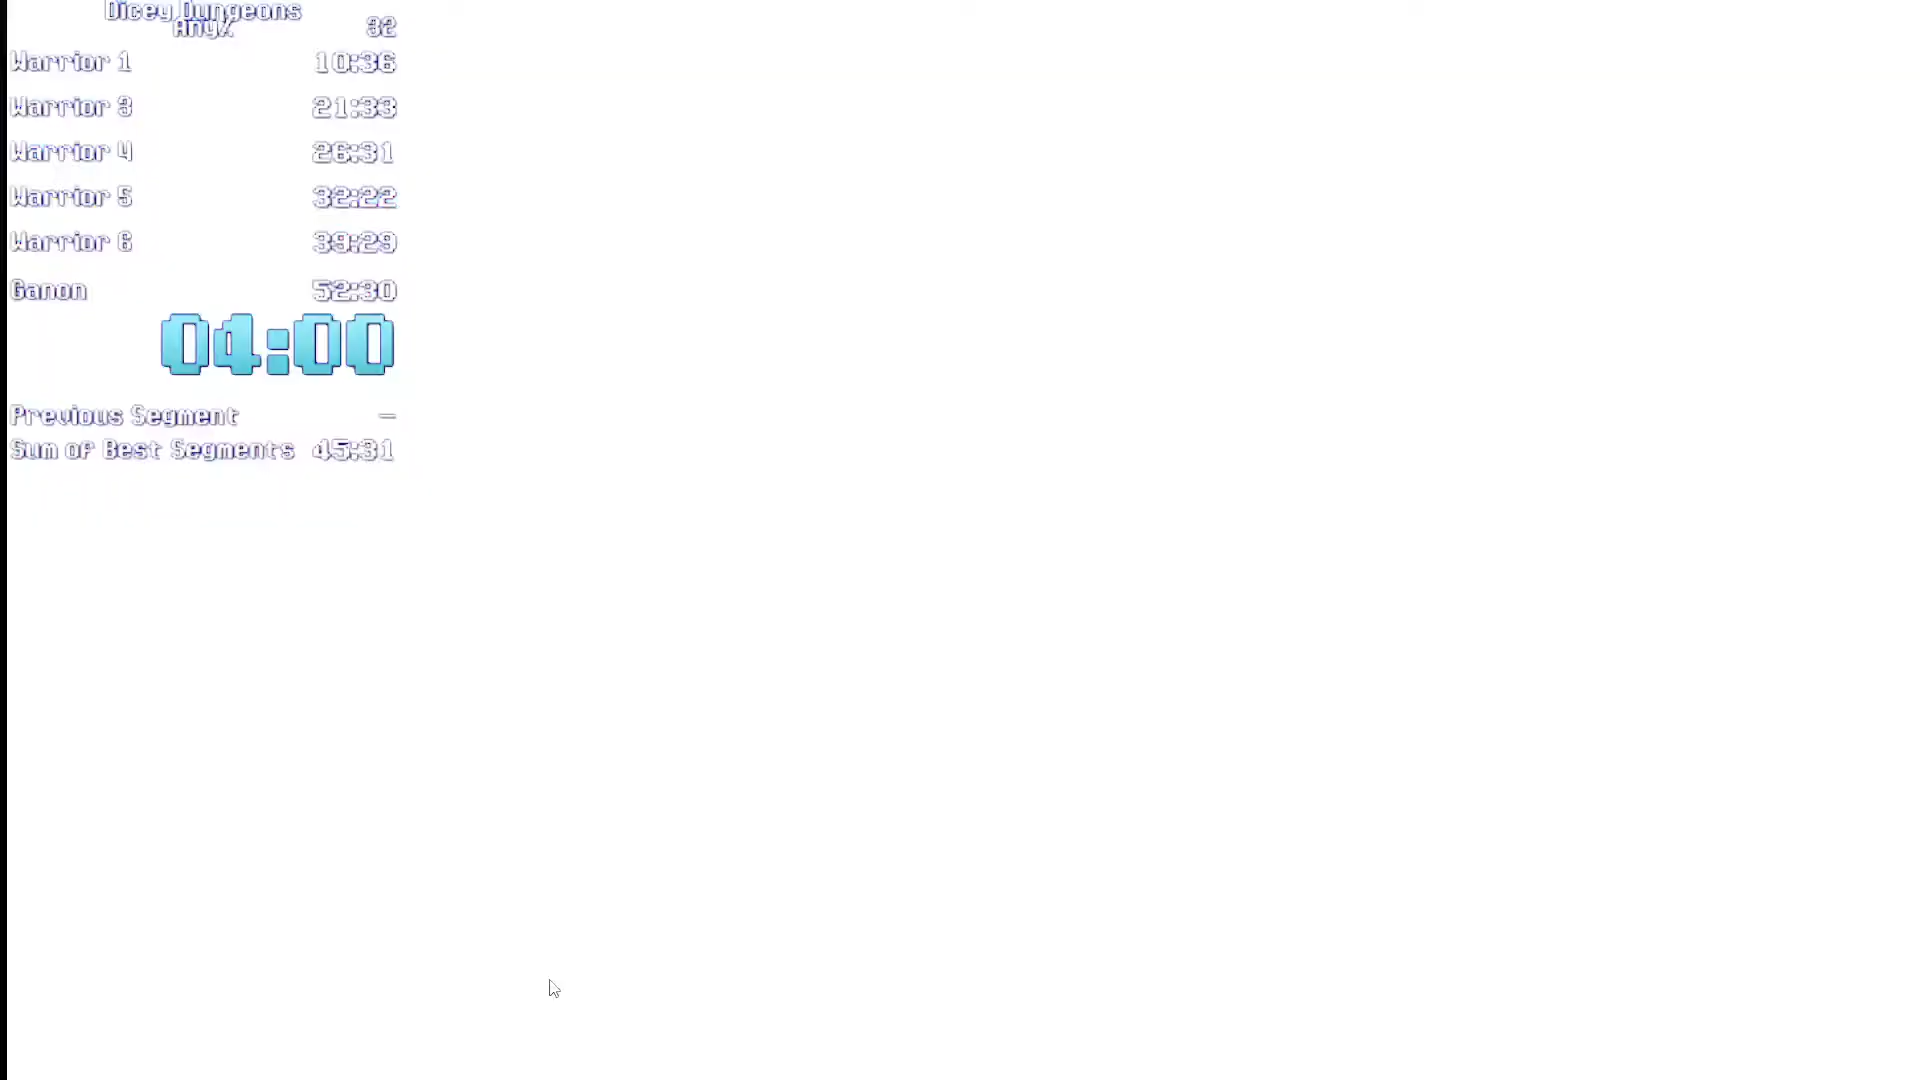 Dicey Dungeons
Any%
32
Warrior 1 10:36
Warrior 3 21:33
Warrior 4 26:31
Warrior 5 32:22
Warrior 6 39:29
Ganon 52:30
04:00
Previous Segment —
Sum of Best Segments 45:31